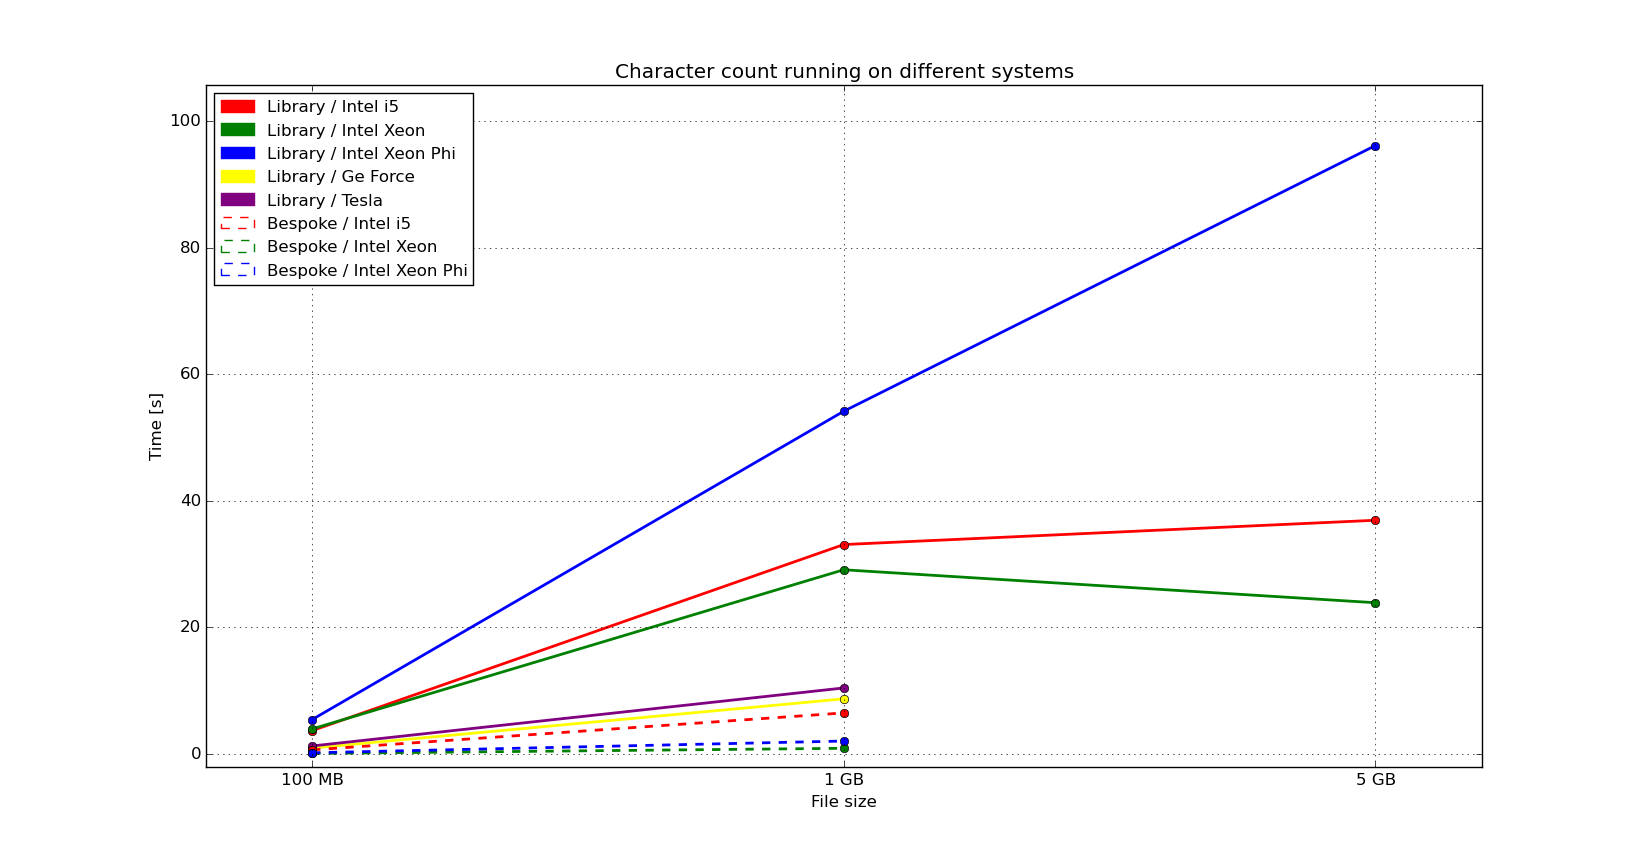 Character count running on different systems
Library / Intel i5
Library / Intel Xeon
Library / Intel Xeon Phi
Library / Ge Force
Library / Tesla
Bespoke / Intel i5
Bespoke / Intel Xeon
Bespoke / Intel Xeon Phi
100
80
60
40
20
0
Time [s]
100 MB
1 GB
5 GB
File size